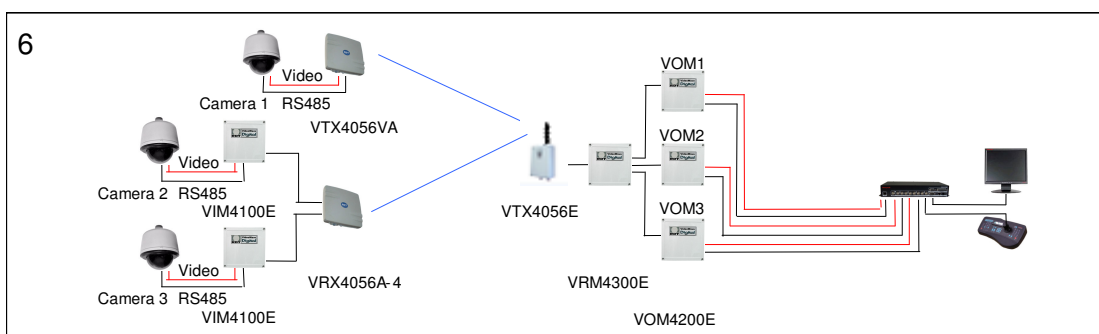 6
Video
Camera 1 RS485
VTX4056VA
Video
Camera 2 RS485
VIM4100E
Video
Camera 3 RS485
VIM4100E
VRX4056A-4
VTX4056E
VRM4300E
VOM1
VOM2
VOM3
VOM4200E